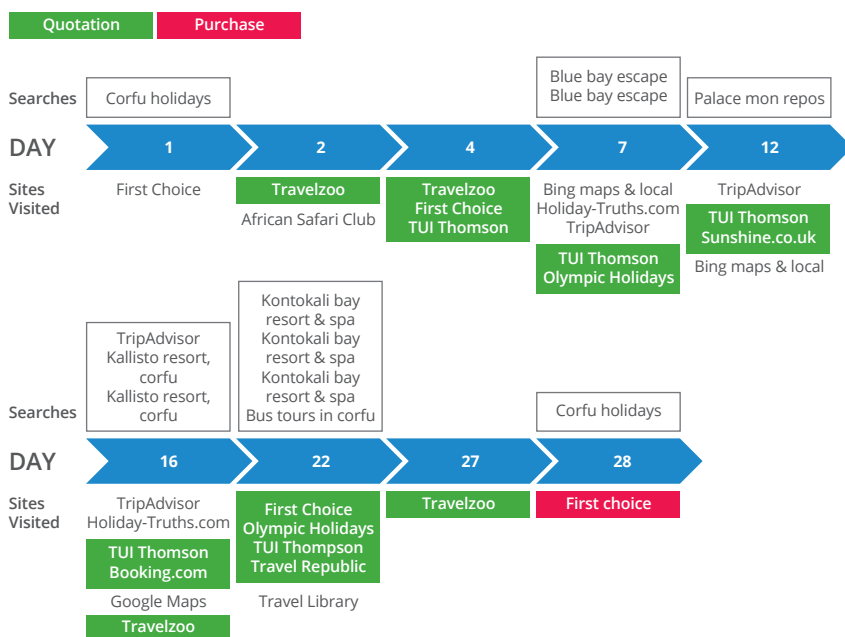 Quotation
Purchase
Searches
Corfu holidays
Blue bay escape
Blue bay escape
Palace mon repos
DAY
1
2
4
7
12
Sites
Visited
First Choice
Travelzoo
African Safari Club
Travelzoo
First Choice
TUI Thomson
Bing maps & local
Holiday-Truths.com
TripAdvisor
TUI Thomson
Olympic Holidays
TripAdvisor
TUI Thomson
Sunshine.co.uk
Bing maps & local
Searches
TripAdvisor
Kallisto resort,
corfu
Kallisto resort,
corfu
Kontokali bay
resort & spa
Kontokali bay
resort & spa
Kontokali bay
resort & spa
Bus tours in corfu
Corfu holidays
DAY
16
22
27
28
Sites
Visited
TripAdvisor
Holiday-Truths.com
TUI Thomson
Booking.com
Google Maps
Travelzoo
First Choice
Olympic Holidays
TUI Thompson
Travel Republic
Travel Library
Travelzoo
First choice